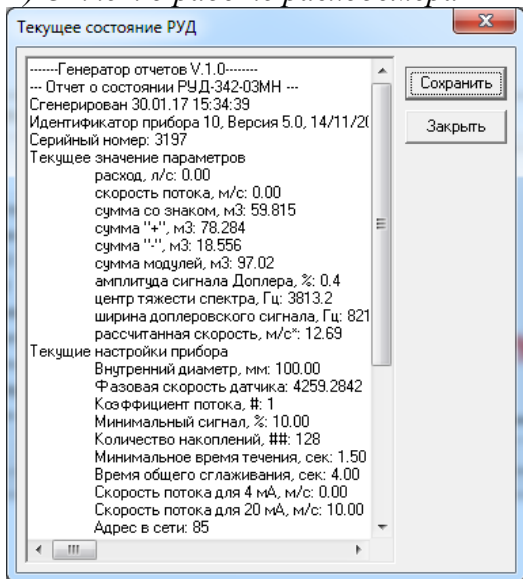 Текущее состояние РУД
-------Генератор отчетов V.1.0--------
--- Отчет о состоянии РУД-342-03МН ---
Сгенерирован 30.01.17 15:34:39
Идентификатор прибора 10, Версия 5.0, 14/11/2(
Серийный номер: 3197
Текущее значение параметров
расход, л/с: 0.00
скорость потока, м/с: 0.00
сумма со знаком, м3: 59.815
сумма "+", м3: 78.284
сумма "-", м3: 18.556
сумма модулей, м3: 97.02
амплитуда сигнала Доплера, %: 0.4
центр тяжести спектра, Гц: 3813.2
ширина доплеровского сигнала, Гц: 821
рассчитанная скорость, м/с*: 12.69
Текущие настройки прибора
Внутренний диаметр, мм: 100.00
Фазовая скорость датчика: 4259.2842
Коэффициент потока, #: 1
Минимальный сигнал, %: 10.00
Количество накоплений, ##: 128
Минимальное время течения, сек: 1.50
Время общего сглаживания, сек: 4.00
Скорость потока для 4 мА, м/с: 0.00
Скорость потока для 20 мА, м/с: 10.00
Адрес в сети: 85
Сохранить
Закрыть